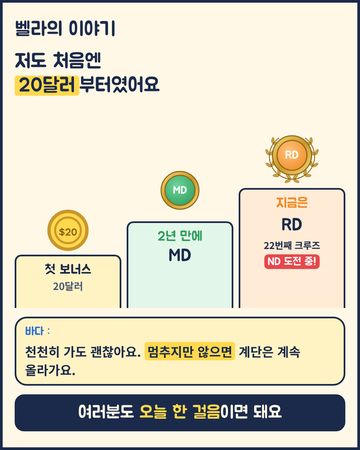 벨라의 이야기
저도 처음엔
20달러부터였어요
RD
MD
$20
지금은
RD
22번째 크루즈
ND 도전 중!
2년 만에
MD
첫 보너스
20달러
바다 :
천천히 가도 괜찮아요. 멈추지만 않으면 계단은 계속
올라가요.
여러분도 오늘 한 걸음이면 돼요